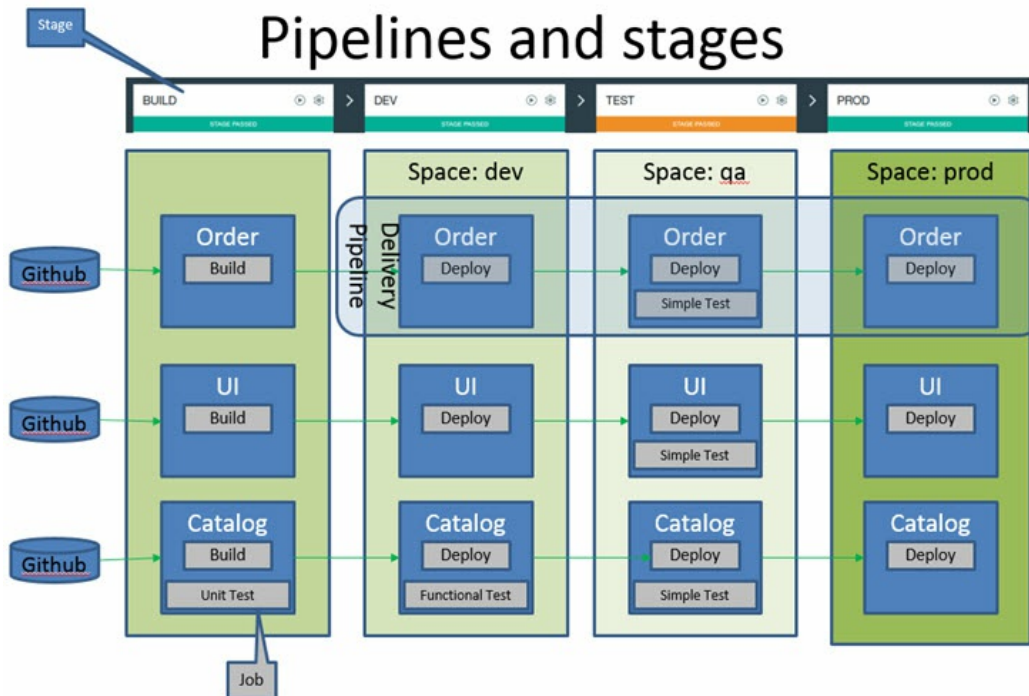 Stage
Pipelines and stages
BUILD
DEV
TEST
PROD
STAGE PASSED
STAGE PASSED
STAGE PASSED
STAGE PASSED
Space: dev
Space: qa
Space: prod
Delivery
Pipeline
Github
Order
Build
Order
Deploy
Order
Deploy
Simple Test
Order
Deploy
Github
UI
Build
UI
Deploy
UI
Deploy
Simple Test
UI
Deploy
Github
Catalog
Build
Unit Test
Catalog
Deploy
Functional Test
Catalog
Deploy
Simple Test
Catalog
Deploy
Job